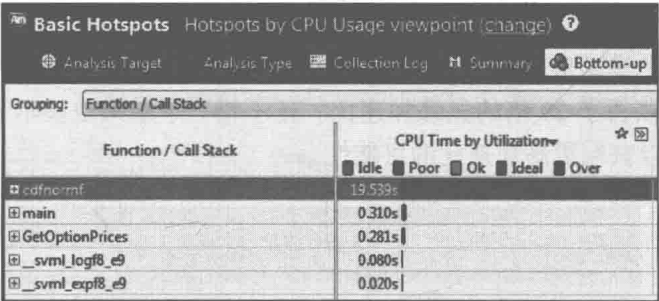 Basic Hotspots Hotspots by CPU Usage viewpoint (change)
Analysis Target Analysis Type Collection Log Summary Bottom-up
Grouping: Function / Call Stack
Function / Call Stack
CPU Time by Utilization
Idle Poor Ok Ideal Over
cdfnormf 19.539s
main 0.310s
GetOptionPrices 0.281s
__svml_logf8_e9 0.080s
__svml_expf8_e9 0.020s